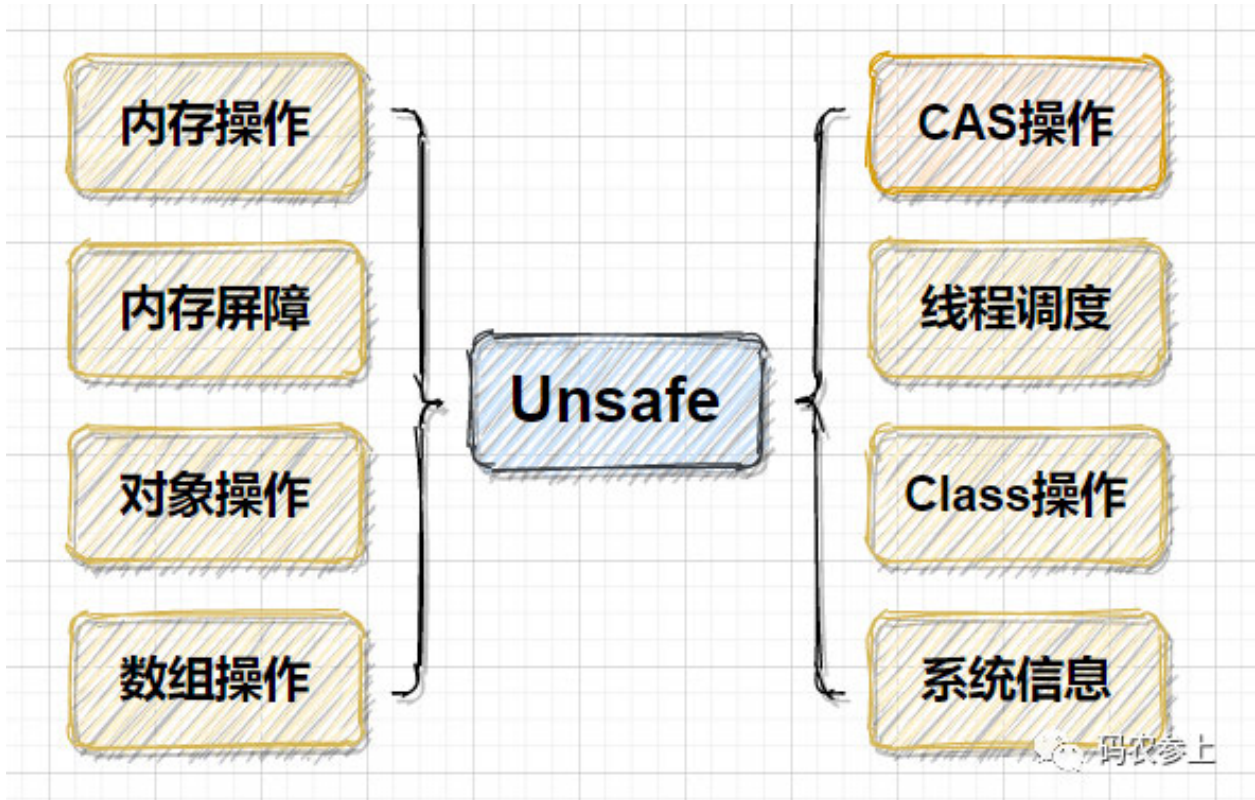 内存操作
内存屏障
对象操作
数组操作
Unsafe
CAS操作
线程调度
Class操作
系统信息
码农参上